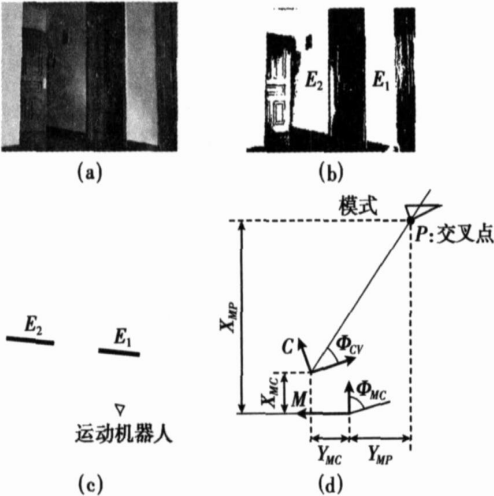 E₂
E₁
(a)
(b)
模式
P:交叉点
X_MP
C
Φ_CV
E₂
E₁
X_MC
M
Φ_MC
运动机器人
Y_MC
Y_MP
(c)
(d)